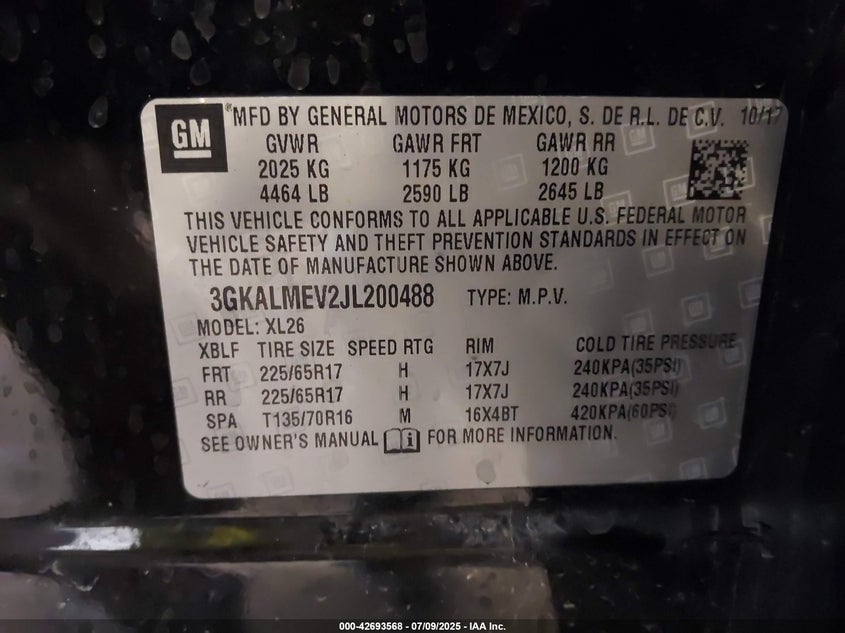 GM
® MFD BY GENERAL MOTORS DE MEXICO, S. DE R.L. DE C.V. 10/17
GVWR GAWR FRT GAWR RR
2025 KG 1175 KG 1200 KG
4464 LB 2590 LB 2645 LB
THIS VEHICLE CONFORMS TO ALL APPLICABLE U.S. FEDERAL MOTOR
VEHICLE SAFETY AND THEFT PREVENTION STANDARDS IN EFFECT ON
THE DATE OF MANUFACTURE SHOWN ABOVE.
3GKALMEV2JL200488 TYPE: M.P.V.
MODEL: XL26
XBLF TIRE SIZE SPEED RTG RIM COLD TIRE PRESSURE
FRT 225/65R17 H 17X7J 240KPA(35PSI)
RR 225/65R17 H 17X7J 240KPA(35PSI)
SPA T135/70R16 M 16X4BT 420KPA(60PSI)
SEE OWNER'S MANUAL i FOR MORE INFORMATION.
000-42693568 / 07/09/2025 - IAA Inc.